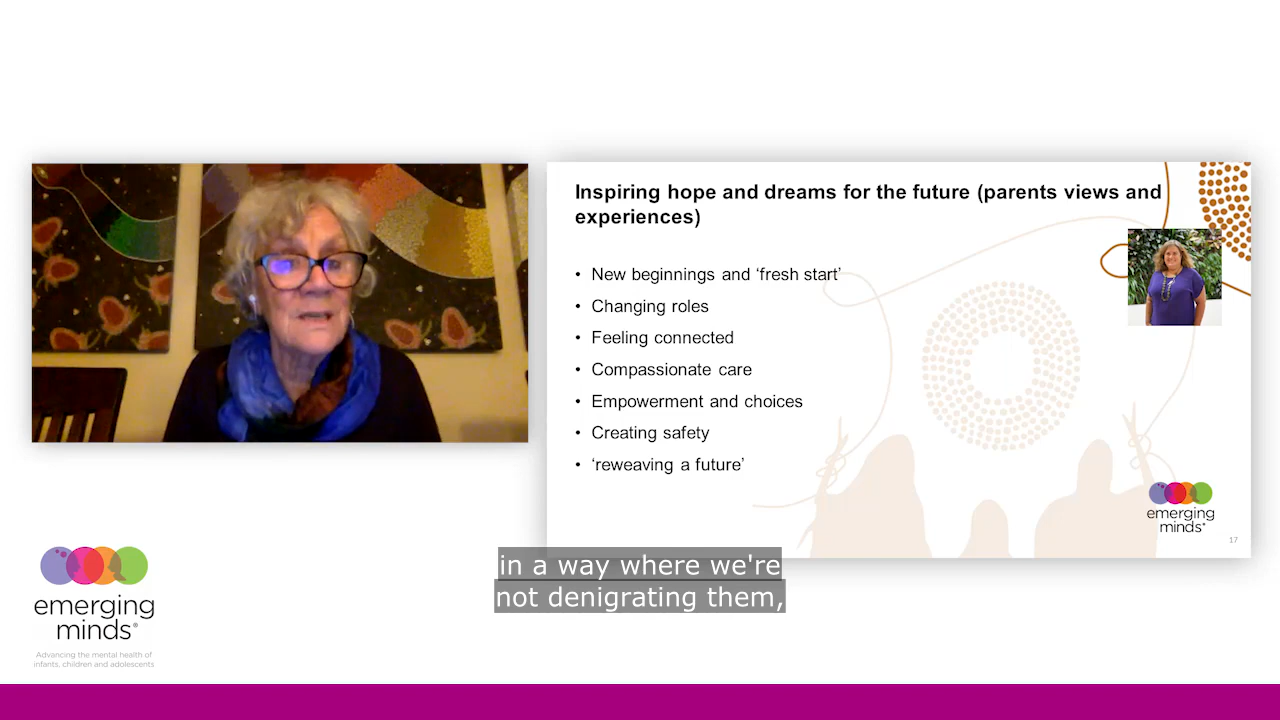 Inspiring hope and dreams for the future (parents views and
experiences)
• New beginnings and ‘fresh start’
• Changing roles
• Feeling connected
• Compassionate care
• Empowerment and choices
• Creating safety
• ‘reweaving a future’
emerging
minds®
17
in a way where we're
not denigrating them,
emerging
minds®
Advancing the mental health of
infants, children and adolescents